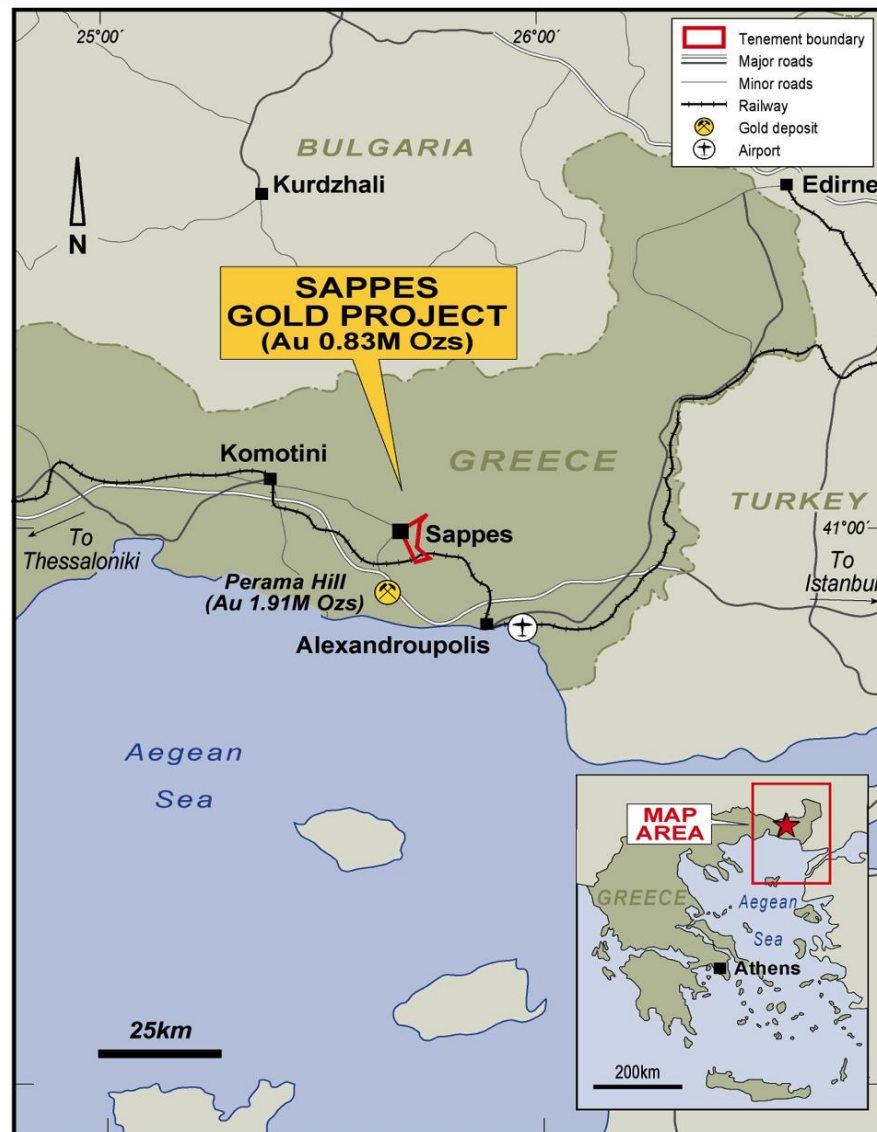 25°00'
26°00'
Tenement boundary
Major roads
Minor roads
Railway
Gold deposit
Airport
BULGARIA
Kurdzhali
Edirne
N
SAPPES
GOLD PROJECT
(Au 0.83M Ozs)
Komotini
GREECE
TURKEY
Sappes
41°00'
To
Thessaloniki
To
Istanbul
Perama Hill
(Au 1.91M Ozs)
Alexandroupolis
Aegean
Sea
MAP
AREA
GREECE
Aegean
Sea
Athens
25km
200km